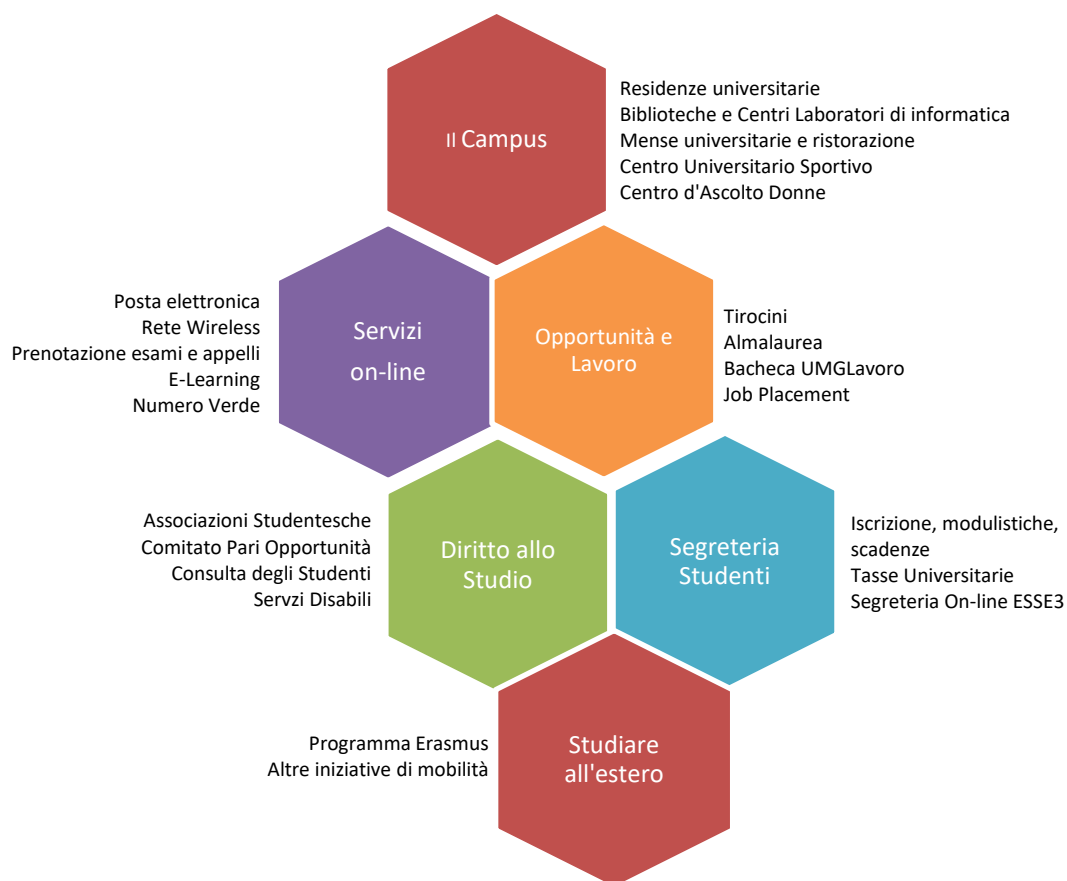 Il Campus
Residenze universitarie
Biblioteche e Centri Laboratori di informatica
Mense universitarie e ristorazione
Centro Universitario Sportivo
Centro d'Ascolto Donne
Posta elettronica
Rete Wireless
Prenotazione esami e appelli
E-Learning
Numero Verde
Servizi
on-line
Opportunità e
Lavoro
Tirocini
Almalaurea
Bacheca UMGLavoro
Job Placement
Associazioni Studentesche
Comitato Pari Opportunità
Consulta degli Studenti
Servzi Disabili
Diritto allo
Studio
Segreteria
Studenti
Iscrizione, modulistiche,
scadenze
Tasse Universitarie
Segreteria On-line ESSE3
Programma Erasmus
Altre iniziative di mobilità
Studiare
all'estero